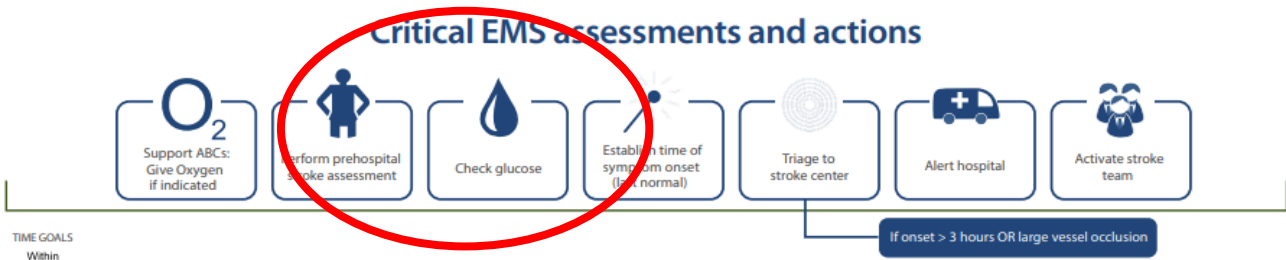 Critical EMS assessments and actions
O2
Support ABCs:
Give Oxygen
if indicated
Perform prehospital
stroke assessment
Check glucose
Establish time of
symptom onset
(last normal)
Triage to
stroke center
Alert hospital
Activate stroke
team
If onset > 3 hours OR large vessel occlusion
TIME GOALS
Within